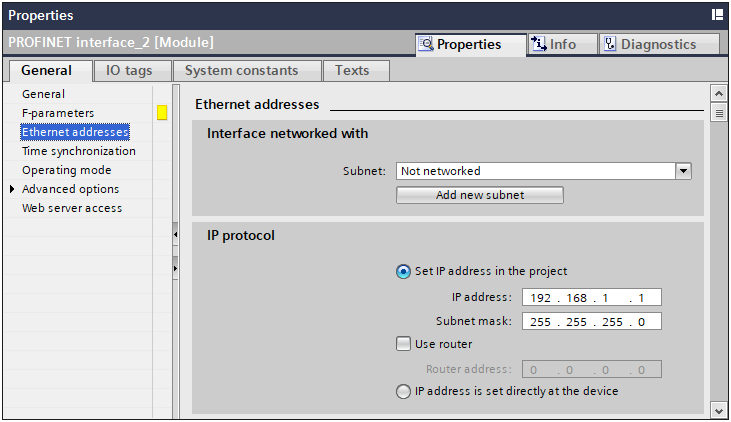 Properties
PROFINET interface_2 [Module]
Properties
Info
Diagnostics
General
IO tags
System constants
Texts
General
F-parameters
Ethernet addresses
Time synchronization
Operating mode
Advanced options
Web server access
Ethernet addresses
Interface networked with
Subnet: Not networked
Add new subnet
IP protocol
Set IP address in the project
IP address: 192 . 168 . 1 . 1
Subnet mask: 255 . 255 . 255 . 0
Use router
Router address: 0 . 0 . 0 . 0
IP address is set directly at the device